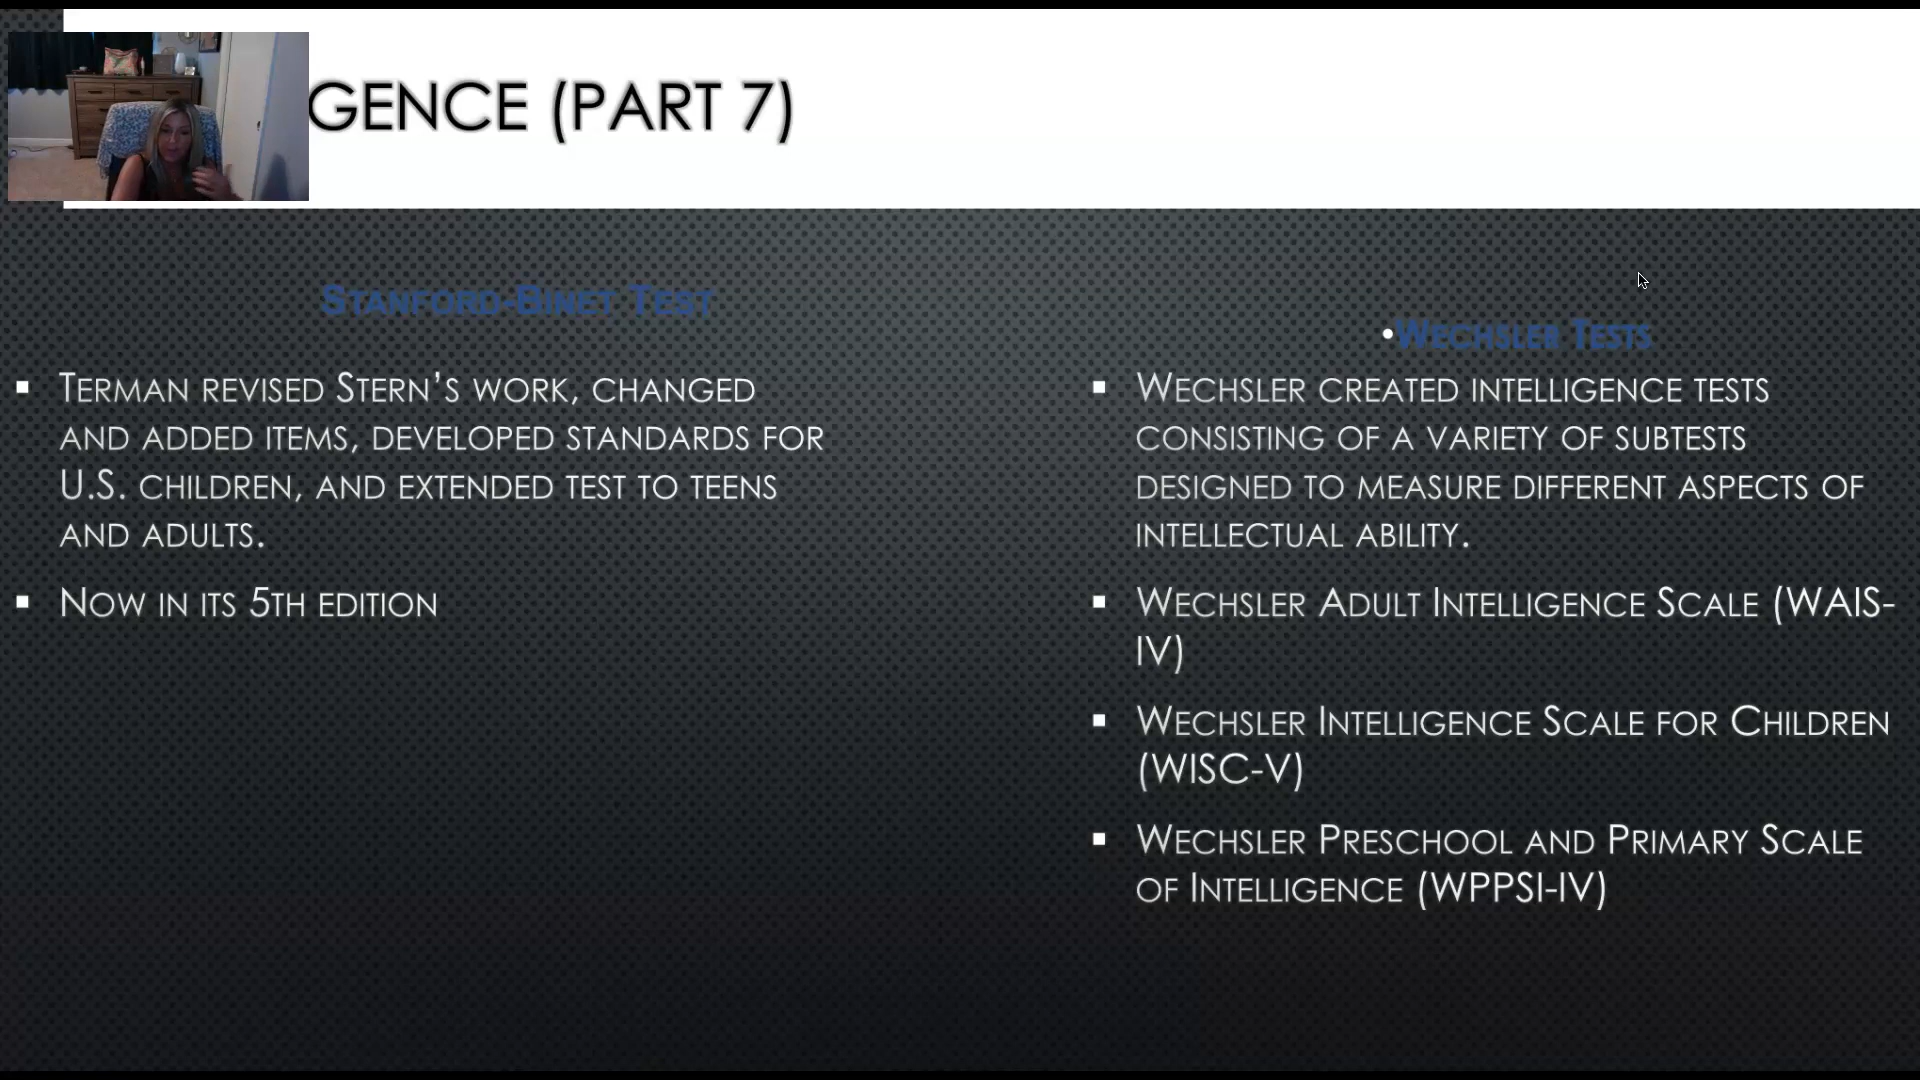 GENCE (PART 7)
STANFORD-BINET TEST
▪ TERMAN REVISED STERN’S WORK, CHANGED
AND ADDED ITEMS, DEVELOPED STANDARDS FOR
U.S. CHILDREN, AND EXTENDED TEST TO TEENS
AND ADULTS.
▪ NOW IN ITS 5TH EDITION
•WECHSLER TESTS
▪ WECHSLER CREATED INTELLIGENCE TESTS
CONSISTING OF A VARIETY OF SUBTESTS
DESIGNED TO MEASURE DIFFERENT ASPECTS OF
INTELLECTUAL ABILITY.
▪ WECHSLER ADULT INTELLIGENCE SCALE (WAIS-
IV)
▪ WECHSLER INTELLIGENCE SCALE FOR CHILDREN
(WISC-V)
▪ WECHSLER PRESCHOOL AND PRIMARY SCALE
OF INTELLIGENCE (WPPSI-IV)